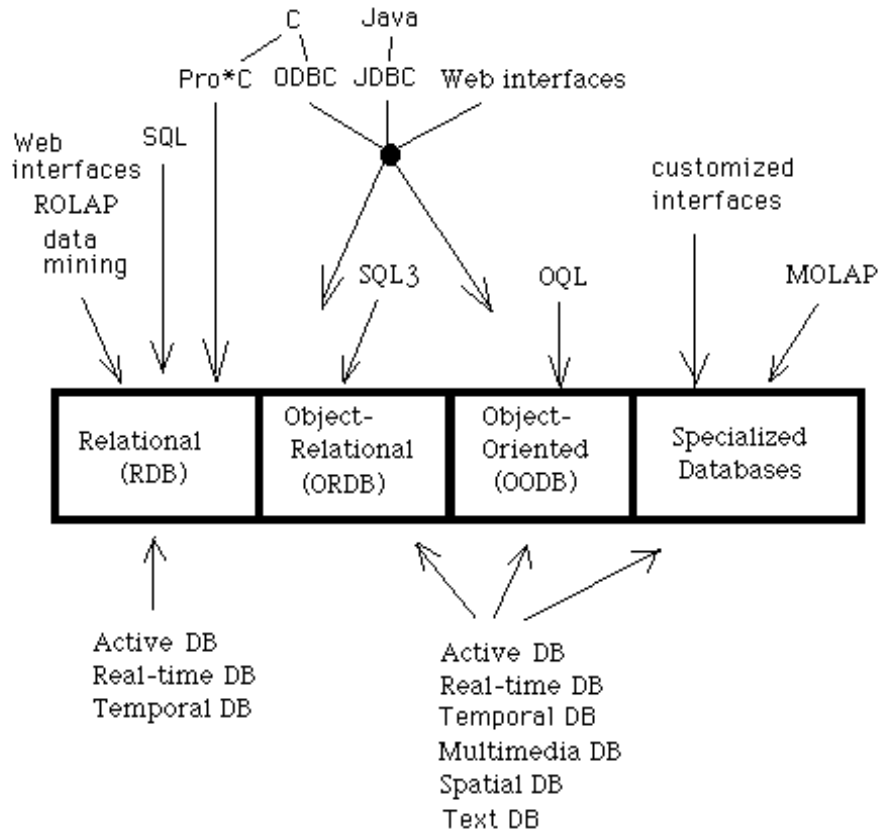 C
Java
Pro*C
ODBC
JDBC
Web interfaces
Web
interfaces
ROLAP
data
mining
SQL
customized
interfaces
SQL3
OQL
MOLAP
Relational
(RDB)
Object-
Relational
(ORDB)
Object-
Oriented
(OODB)
Specialized
Databases
Active DB
Real-time DB
Temporal DB
Active DB
Real-time DB
Temporal DB
Multimedia DB
Spatial DB
Text DB